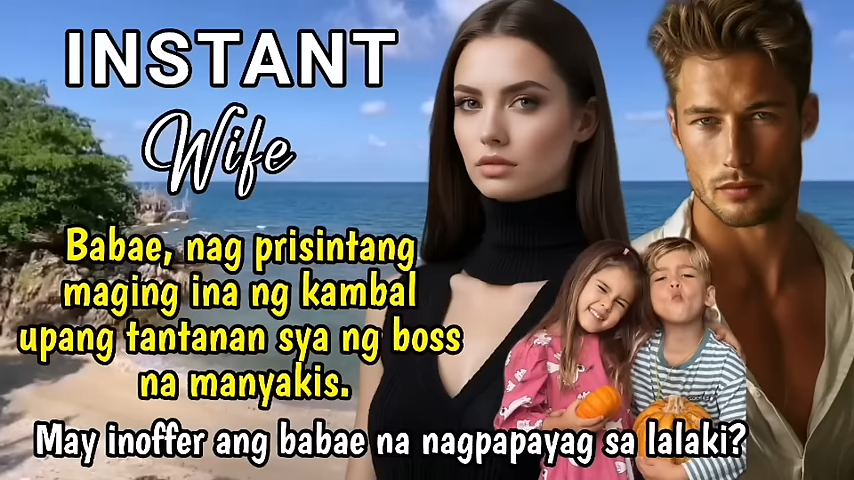 INSTANT
Wife
Babae, nag prisintang
maging ina ng kambal
upang tantanan sya ng boss
na manyakis.
May inoffer ang babae na nagpapayag sa lalaki?